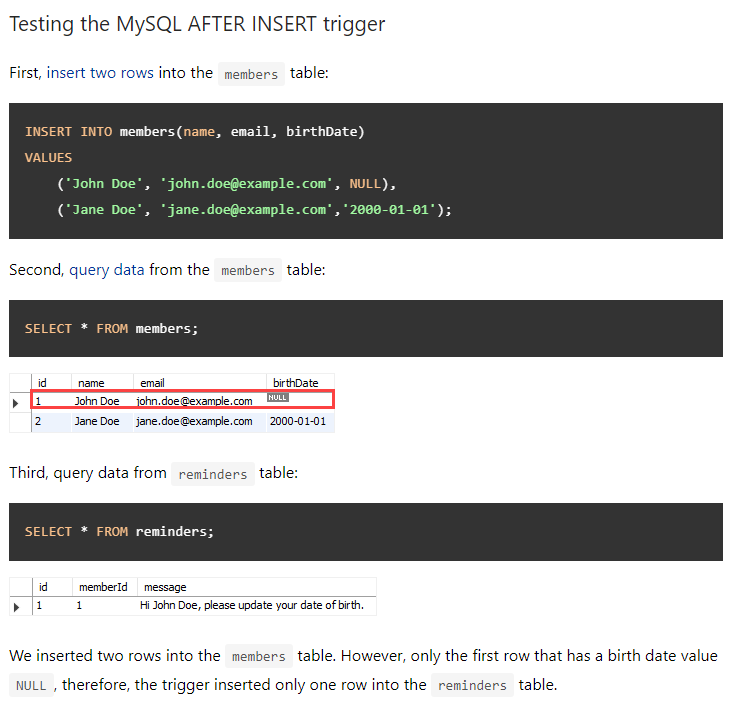 Testing the MySQL AFTER INSERT trigger
First, insert two rows into the members table:
INSERT INTO members(name, email, birthDate)
VALUES
('John Doe', 'john.doe@example.com', NULL),
('Jane Doe', 'jane.doe@example.com','2000-01-01');
Second, query data from the members table:
SELECT * FROM members;
id name email birthDate
1 John Doe john.doe@example.com NULL
2 Jane Doe jane.doe@example.com 2000-01-01
Third, query data from reminders table:
SELECT * FROM reminders;
id memberId message
1 1 Hi John Doe, please update your date of birth.
We inserted two rows into the members table. However, only the first row that has a birth date value
NULL , therefore, the trigger inserted only one row into the reminders table.